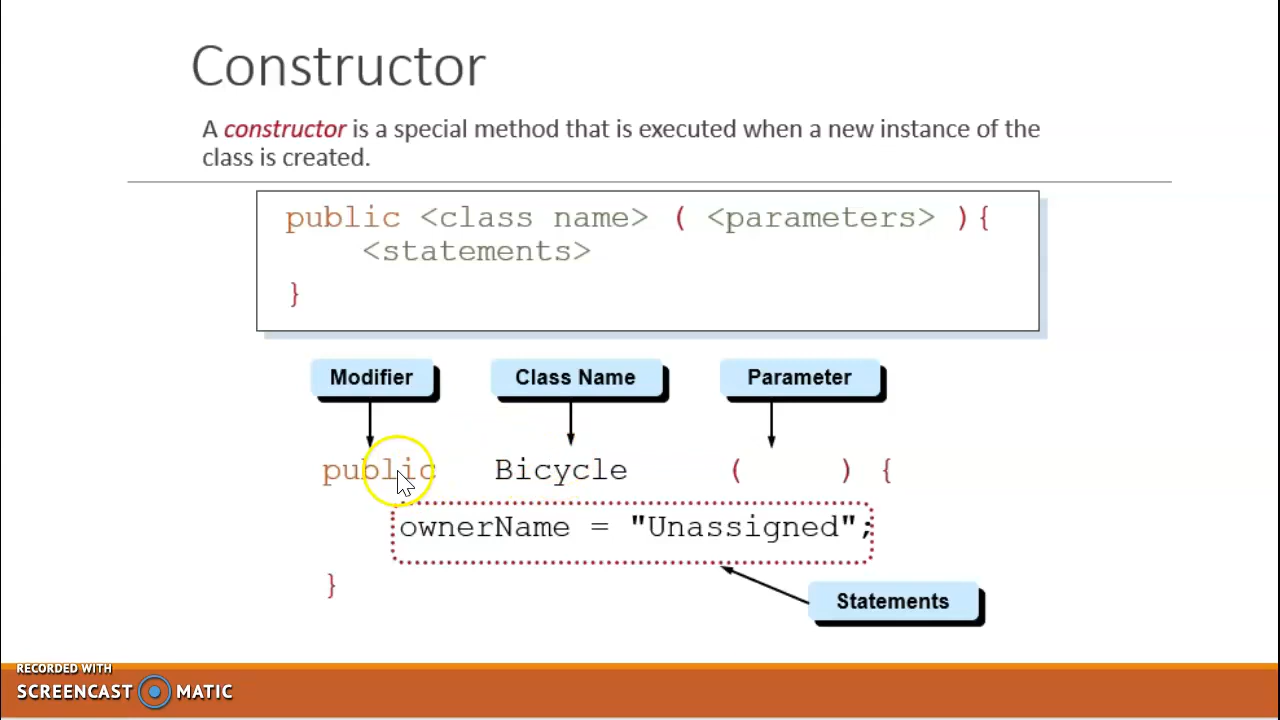 Constructor
A constructor is a special method that is executed when a new instance of the
class is created.
public <class name> ( <parameters> ){
<statements>
}
Modifier Class Name Parameter
public Bicycle ( ) {
ownerName = "Unassigned";
}
Statements
RECORDED WITH
SCREENCAST MATIC